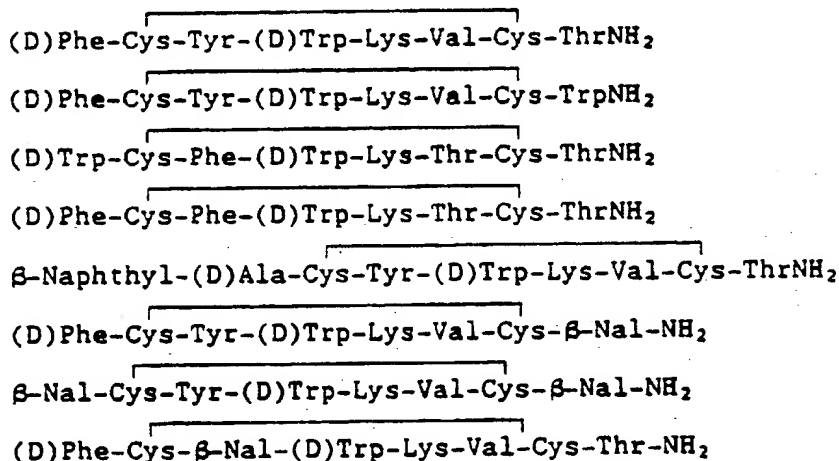 (D)Phe-Cys-Tyr-(D)Trp-Lys-Val-Cys-ThrNH₂
(D)Phe-Cys-Tyr-(D)Trp-Lys-Val-Cys-TrpNH₂
(D)Trp-Cys-Phe-(D)Trp-Lys-Thr-Cys-ThrNH₂
(D)Phe-Cys-Phe-(D)Trp-Lys-Thr-Cys-ThrNH₂
β-Naphthyl-(D)Ala-Cys-Tyr-(D)Trp-Lys-Val-Cys-ThrNH₂
(D)Phe-Cys-Tyr-(D)Trp-Lys-Val-Cys-β-Nal-NH₂
β-Nal-Cys-Tyr-(D)Trp-Lys-Val-Cys-β-Nal-NH₂
(D)Phe-Cys-β-Nal-(D)Trp-Lys-Val-Cys-Thr-NH₂